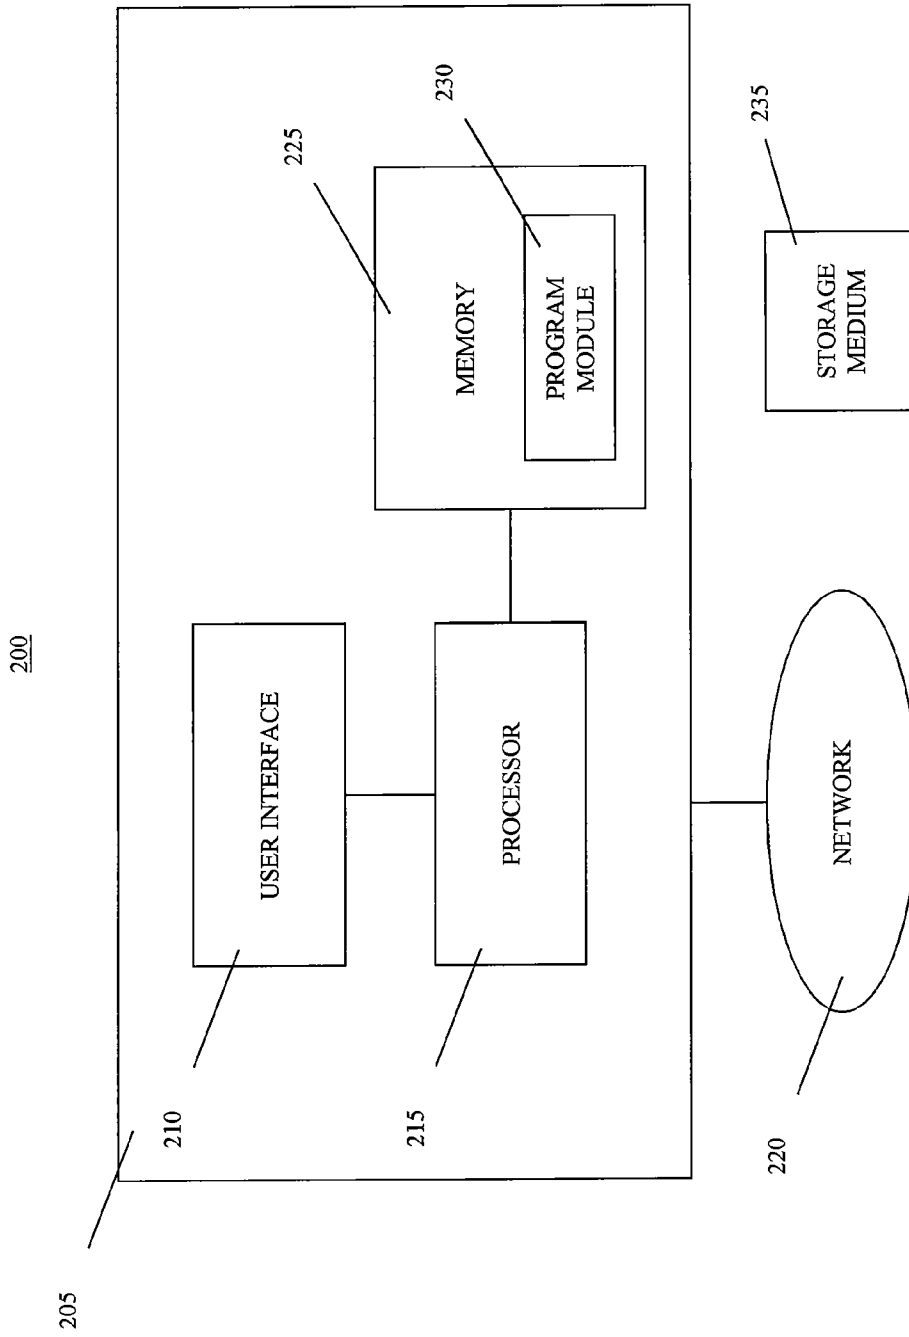 200
205
210
USER INTERFACE
215
PROCESSOR
225
MEMORY
230
PROGRAM
MODULE
220
NETWORK
235
STORAGE
MEDIUM